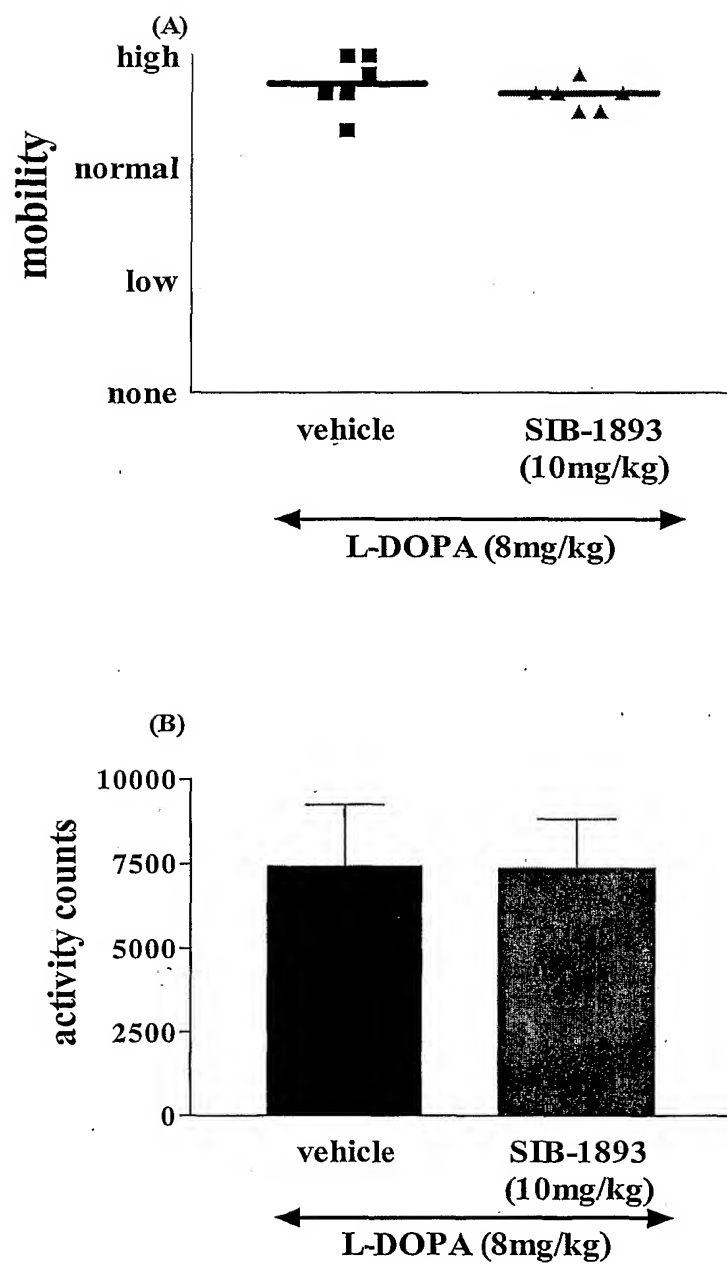 (A)
high
normal
low
none
mobility
vehicle
SIB-1893
(10mg/kg)
L-DOPA (8mg/kg)
(B)
10000
7500
5000
2500
0
activity counts
vehicle
SIB-1893
(10mg/kg)
L-DOPA (8mg/kg)